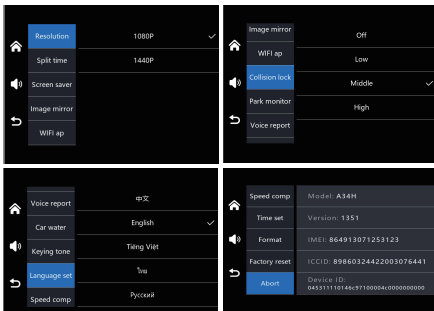 Resolution
1080P
Split time
1440P
Screen saver
Image mirror
WIFI ap
Image mirror
Off
WIFI ap
Low
Collision lock
Middle
Park monitor
High
Voice report
Voice report
中文
Car water
English
Keying tone
Tiếng Việt
Language set
ไทย
Speed comp
Русский
Speed comp
Model: A34H
Time set
Version: 1351
Format
IMEI: 864913071253123
Factory reset
ICCID: 89860324422003076441
Abort
Device ID:
045311110146c97100004c0000000000